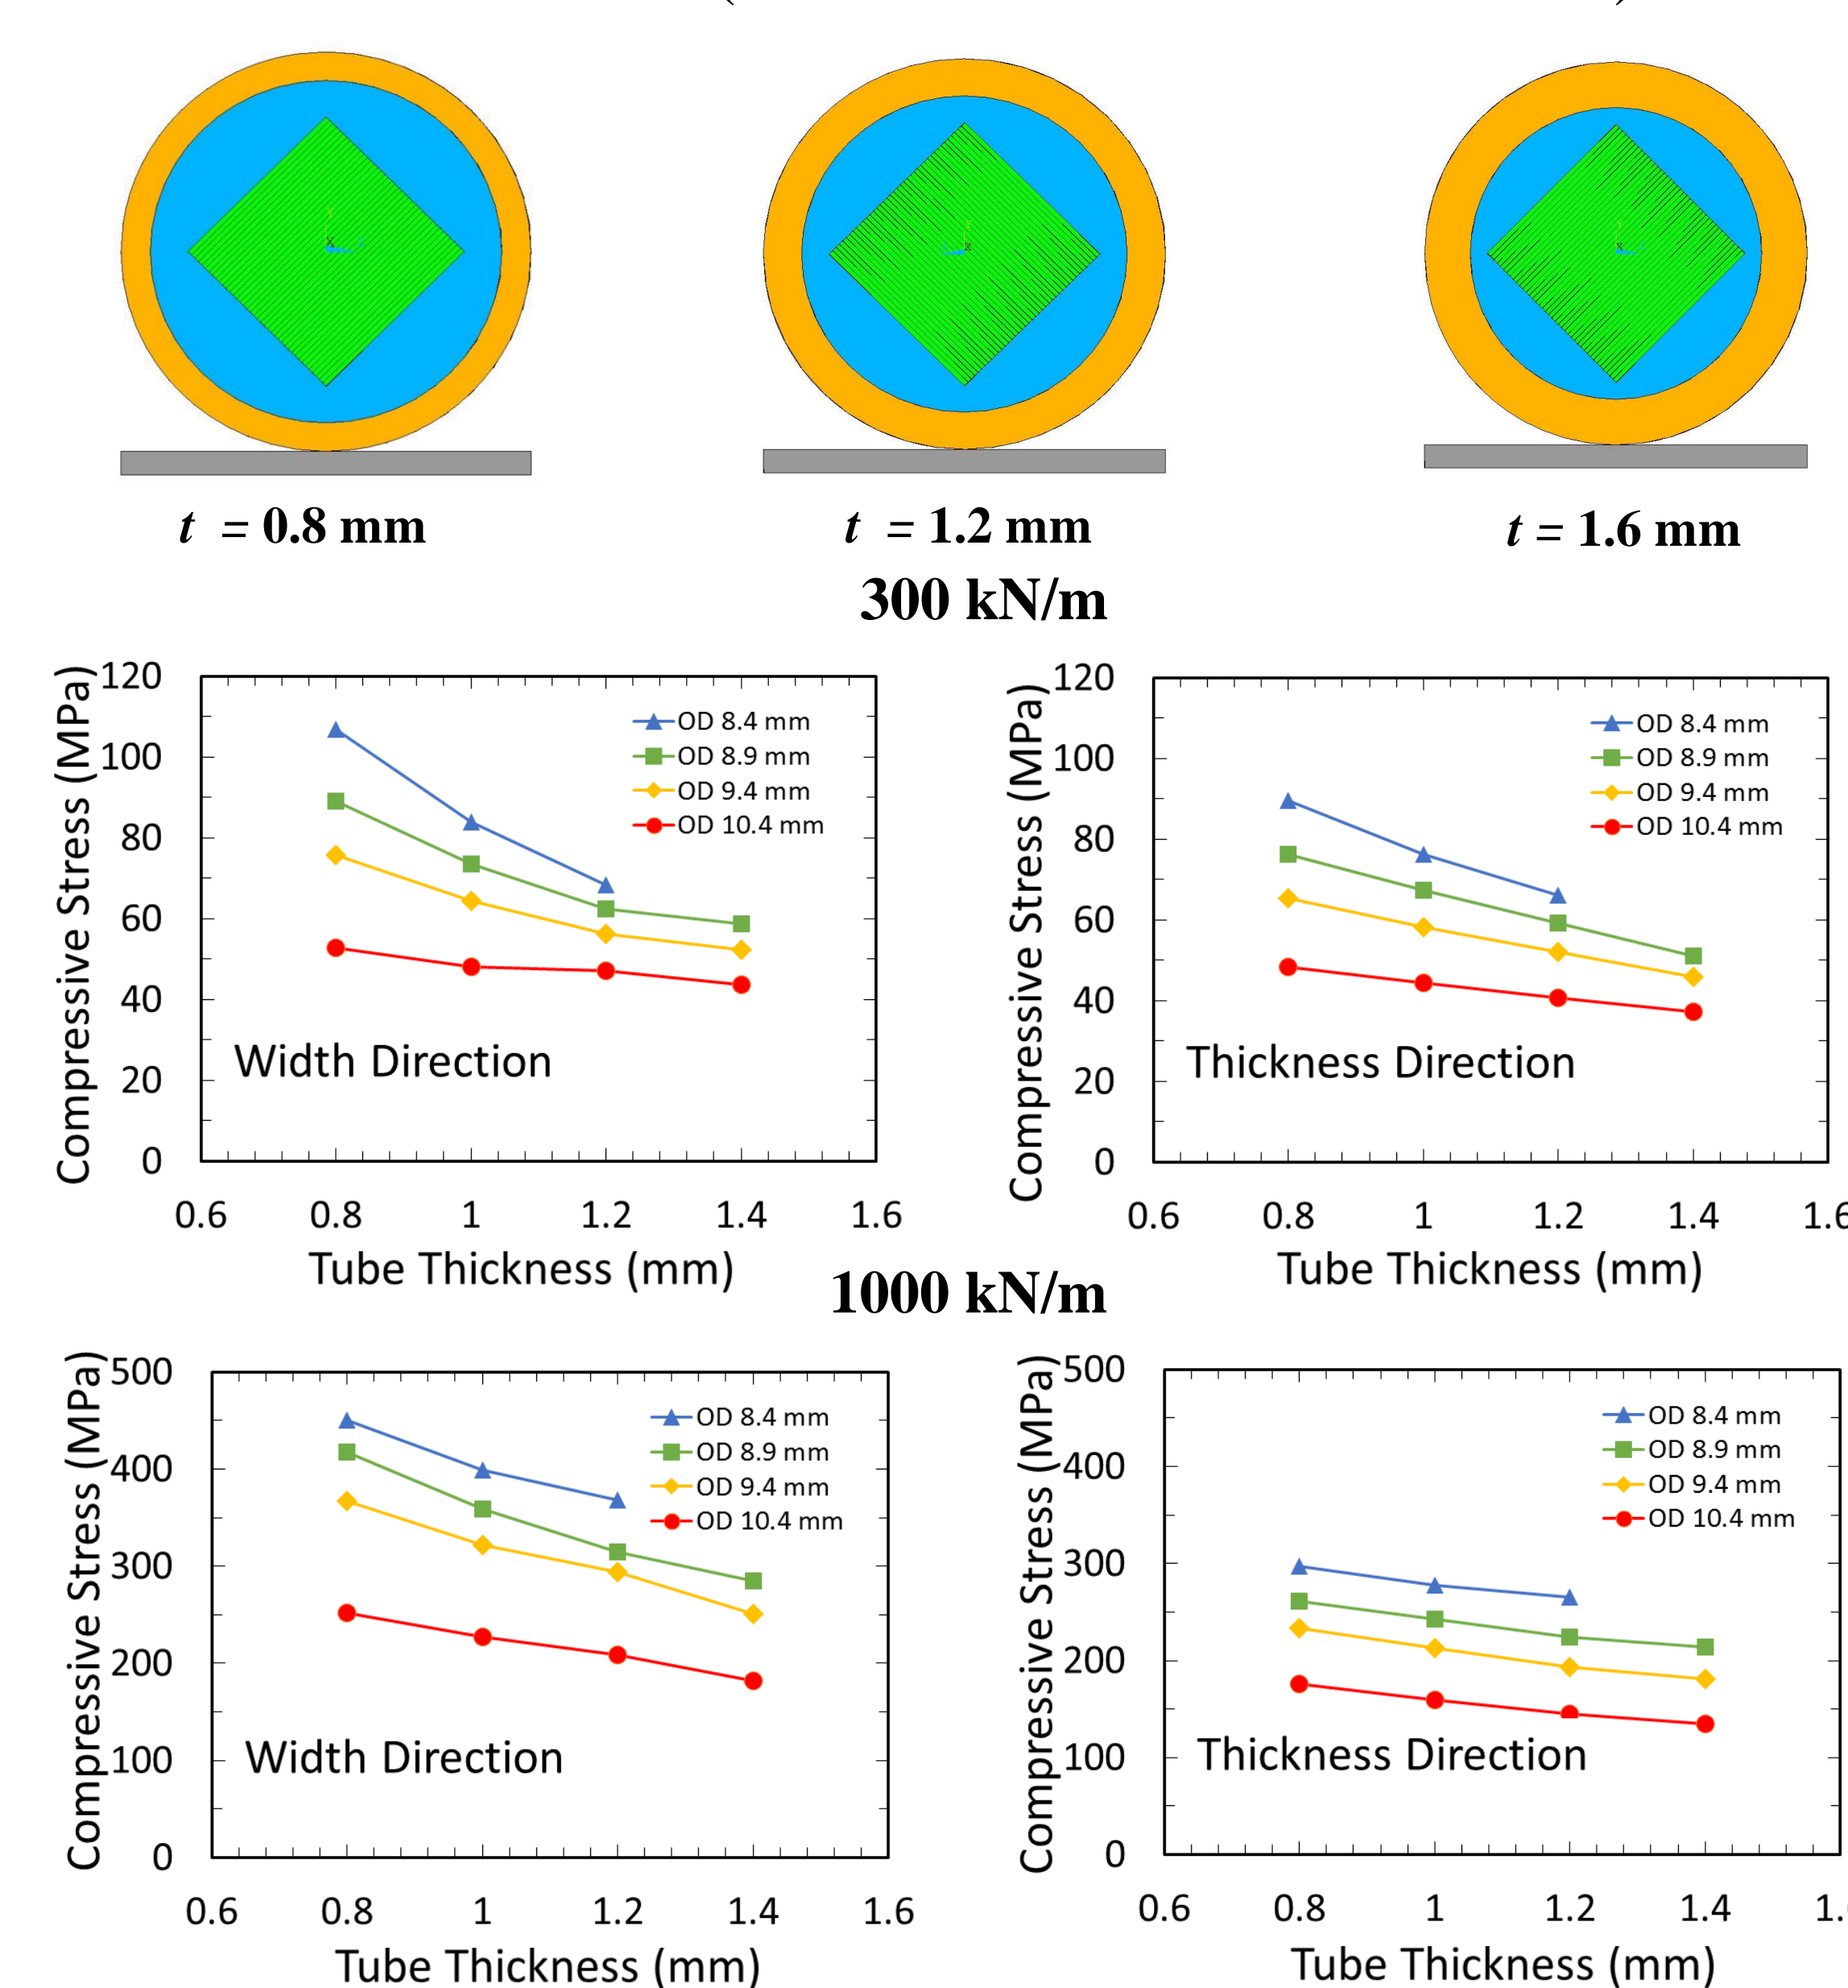 t = 0.8 mm
t = 1.2 mm
t = 1.6 mm
300 kN/m
Compressive Stress (MPa)
120
100
80
60
40
20
0
OD 8.4 mm
OD 8.9 mm
OD 9.4 mm
OD 10.4 mm
Width Direction
0.6 0.8 1 1.2 1.4 1.6
Tube Thickness (mm)
Compressive Stress (MPa)
120
100
80
60
40
20
0
OD 8.4 mm
OD 8.9 mm
OD 9.4 mm
OD 10.4 mm
Thickness Direction
0.6 0.8 1 1.2 1.4 1.6
Tube Thickness (mm)
1000 kN/m
Compressive Stress (MPa)
500
400
300
200
100
0
OD 8.4 mm
OD 8.9 mm
OD 9.4 mm
OD 10.4 mm
Width Direction
0.6 0.8 1 1.2 1.4 1.6
Tube Thickness (mm)
Compressive Stress (MPa)
500
400
300
200
100
0
OD 8.4 mm
OD 8.9 mm
OD 9.4 mm
OD 10.4 mm
Thickness Direction
0.6 0.8 1 1.2 1.4
Tube Thickness (mm)